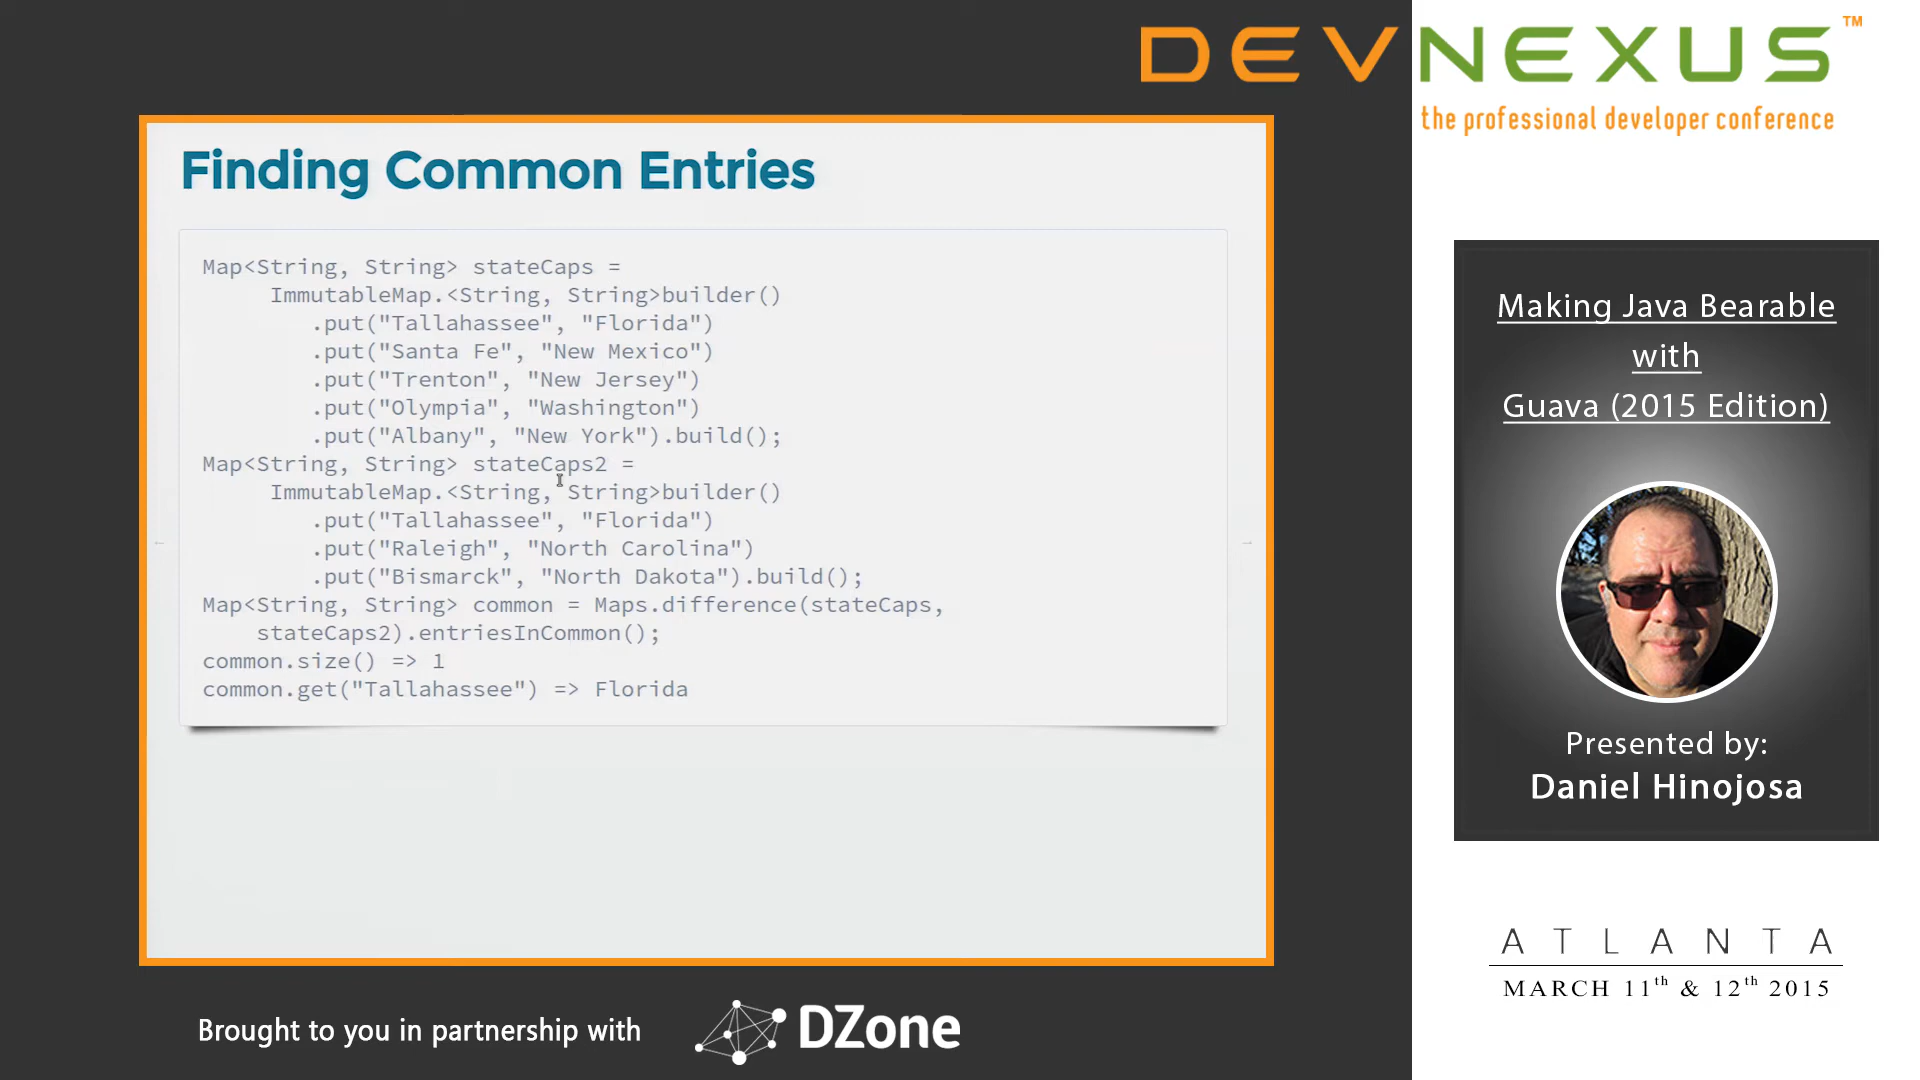 DEVNEXUS™
the professional developer conference
Finding Common Entries
Map<String, String> stateCaps =
ImmutableMap.<String, String>builder()
.put("Tallahassee", "Florida")
.put("Santa Fe", "New Mexico")
.put("Trenton", "New Jersey")
.put("Olympia", "Washington")
.put("Albany", "New York").build();
Map<String, String> stateCaps2 =
ImmutableMap.<String, String>builder()
.put("Tallahassee", "Florida")
.put("Raleigh", "North Carolina")
.put("Bismarck", "North Dakota").build();
Map<String, String> common = Maps.difference(stateCaps,
stateCaps2).entriesInCommon();
common.size() => 1
common.get("Tallahassee") => Florida
Making Java Bearable
with
Guava (2015 Edition)
Presented by:
Daniel Hinojosa
ATLANTA
MARCH 11th & 12th 2015
Brought to you in partnership with
DZone